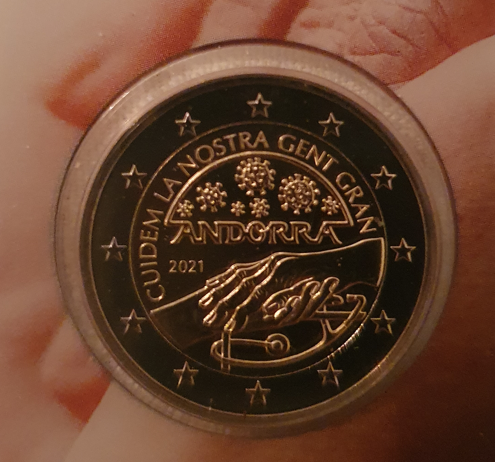 CUIDEM LA NOSTRA GENT GRAN
ANDORRA
2021